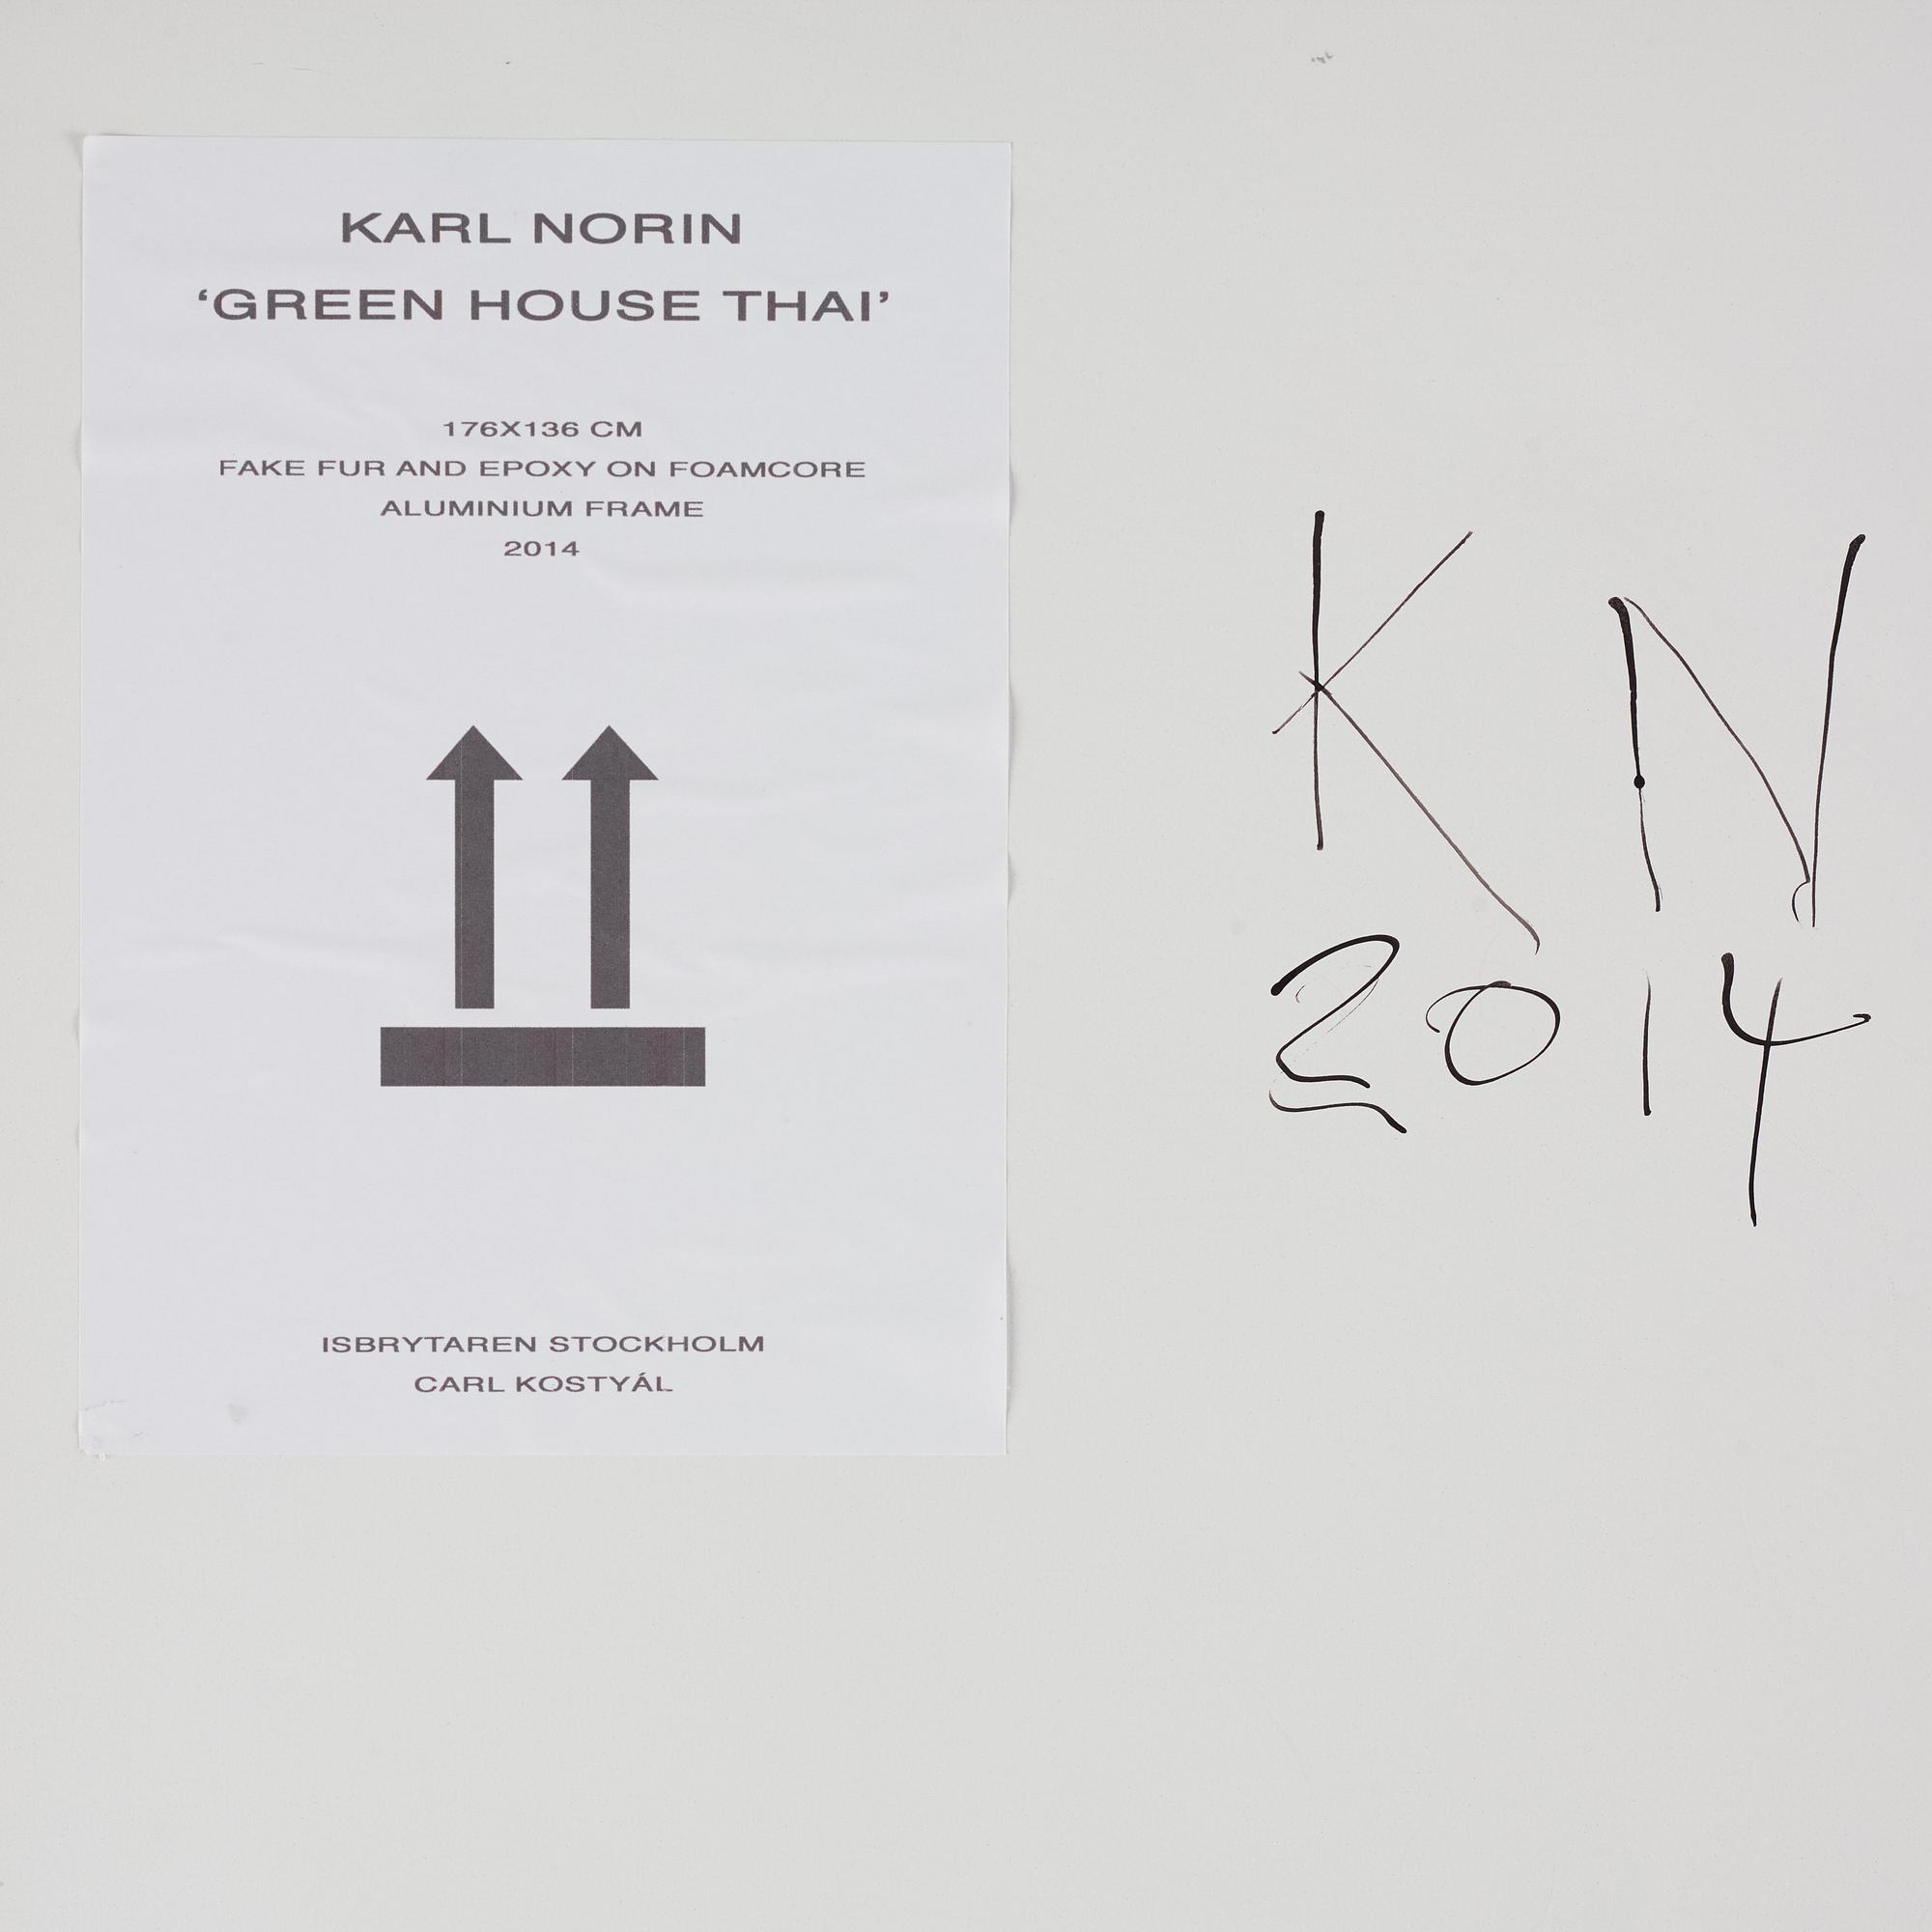 KARL NORIN
‘GREEN HOUSE THAI’
176X136 CM
FAKE FUR AND EPOXY ON FOAMCORE
ALUMINIUM FRAME
2014
ISBRYTAREN STOCKHOLM
CARL KOSTYÁL
KN
2014